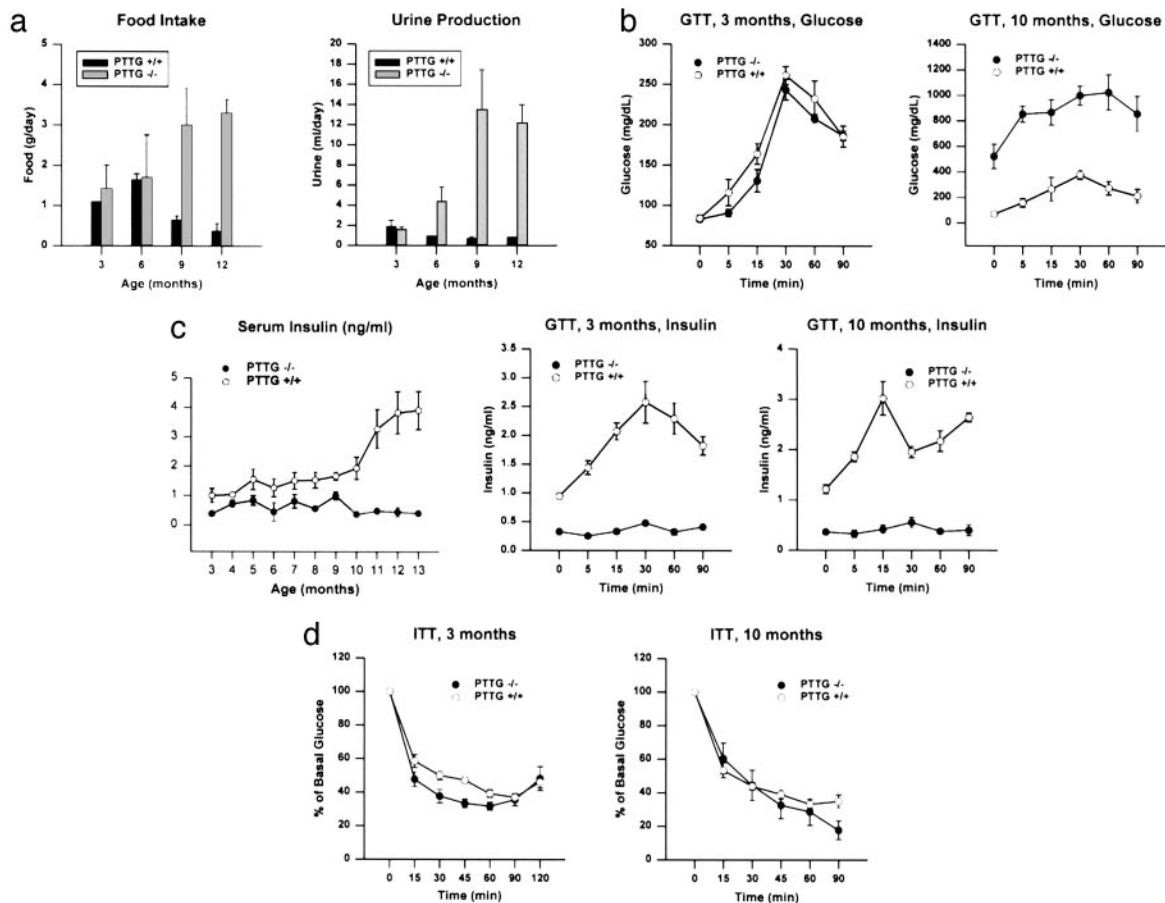 a
Food Intake
Food (g/day)
5
4
3
2
1
0
PTTG +/+
PTTG -/-
3 6 9 12
Age (months)
Urine Production
Urine (ml/day)
20
18
16
14
12
10
8
6
4
2
0
PTTG +/+
PTTG -/-
3 6 9 12
Age (months)
b
GTT, 3 months, Glucose
Glucose (mg/dL)
300
250
200
150
100
50
PTTG -/-
PTTG +/+
0 5 15 30 60 90
Time (min)
GTT, 10 months, Glucose
Glucose (mg/dL)
1400
1200
1000
800
600
400
200
0
PTTG -/-
PTTG +/+
0 5 15 30 60 90
Time (min)
c
Serum Insulin (ng/ml)
5
4
3
2
1
0
PTTG -/-
PTTG +/+
3 4 5 6 7 8 9 10 11 12 13
Age (months)
GTT, 3 months, Insulin
Insulin (ng/ml)
3.5
3.0
2.5
2.0
1.5
1.0
0.5
0.0
PTTG -/-
PTTG +/+
0 5 15 30 60 90
Time (min)
GTT, 10 months, Insulin
Insulin (ng/ml)
4
3
2
1
0
PTTG -/-
PTTG +/+
0 5 15 30 60 90
Time (min)
d
ITT, 3 months
% of Basal Glucose
120
100
80
60
40
20
0
PTTG -/-
PTTG +/+
0 15 30 45 60 90 120
Time (min)
ITT, 10 months
% of Basal Glucose
120
100
80
60
40
20
0
PTTG -/-
PTTG +/+
0 15 30 45 60 90
Time (min)